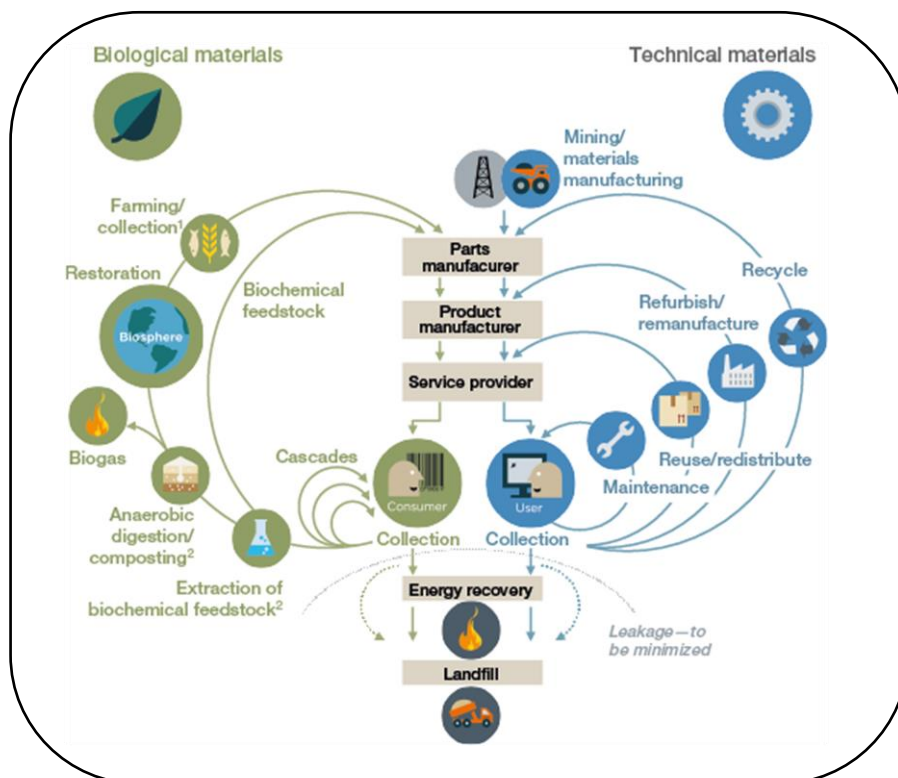 Biological materials
Technical materials
Mining/
materials
manufacturing
Farming/
collection¹
Restoration
Biosphere
Biochemical
feedstock
Parts
manufacurer
Product
manufacturer
Service provider
Recycle
Refurbish/
remanufacture
Reuse/redistribute
Maintenance
Biogas
Cascades
Consumer
User
Anaerobic
digestion/
composting²
Collection
Collection
Extraction of
biochemical feedstock²
Energy recovery
Leakage—to
be minimized
Landfill